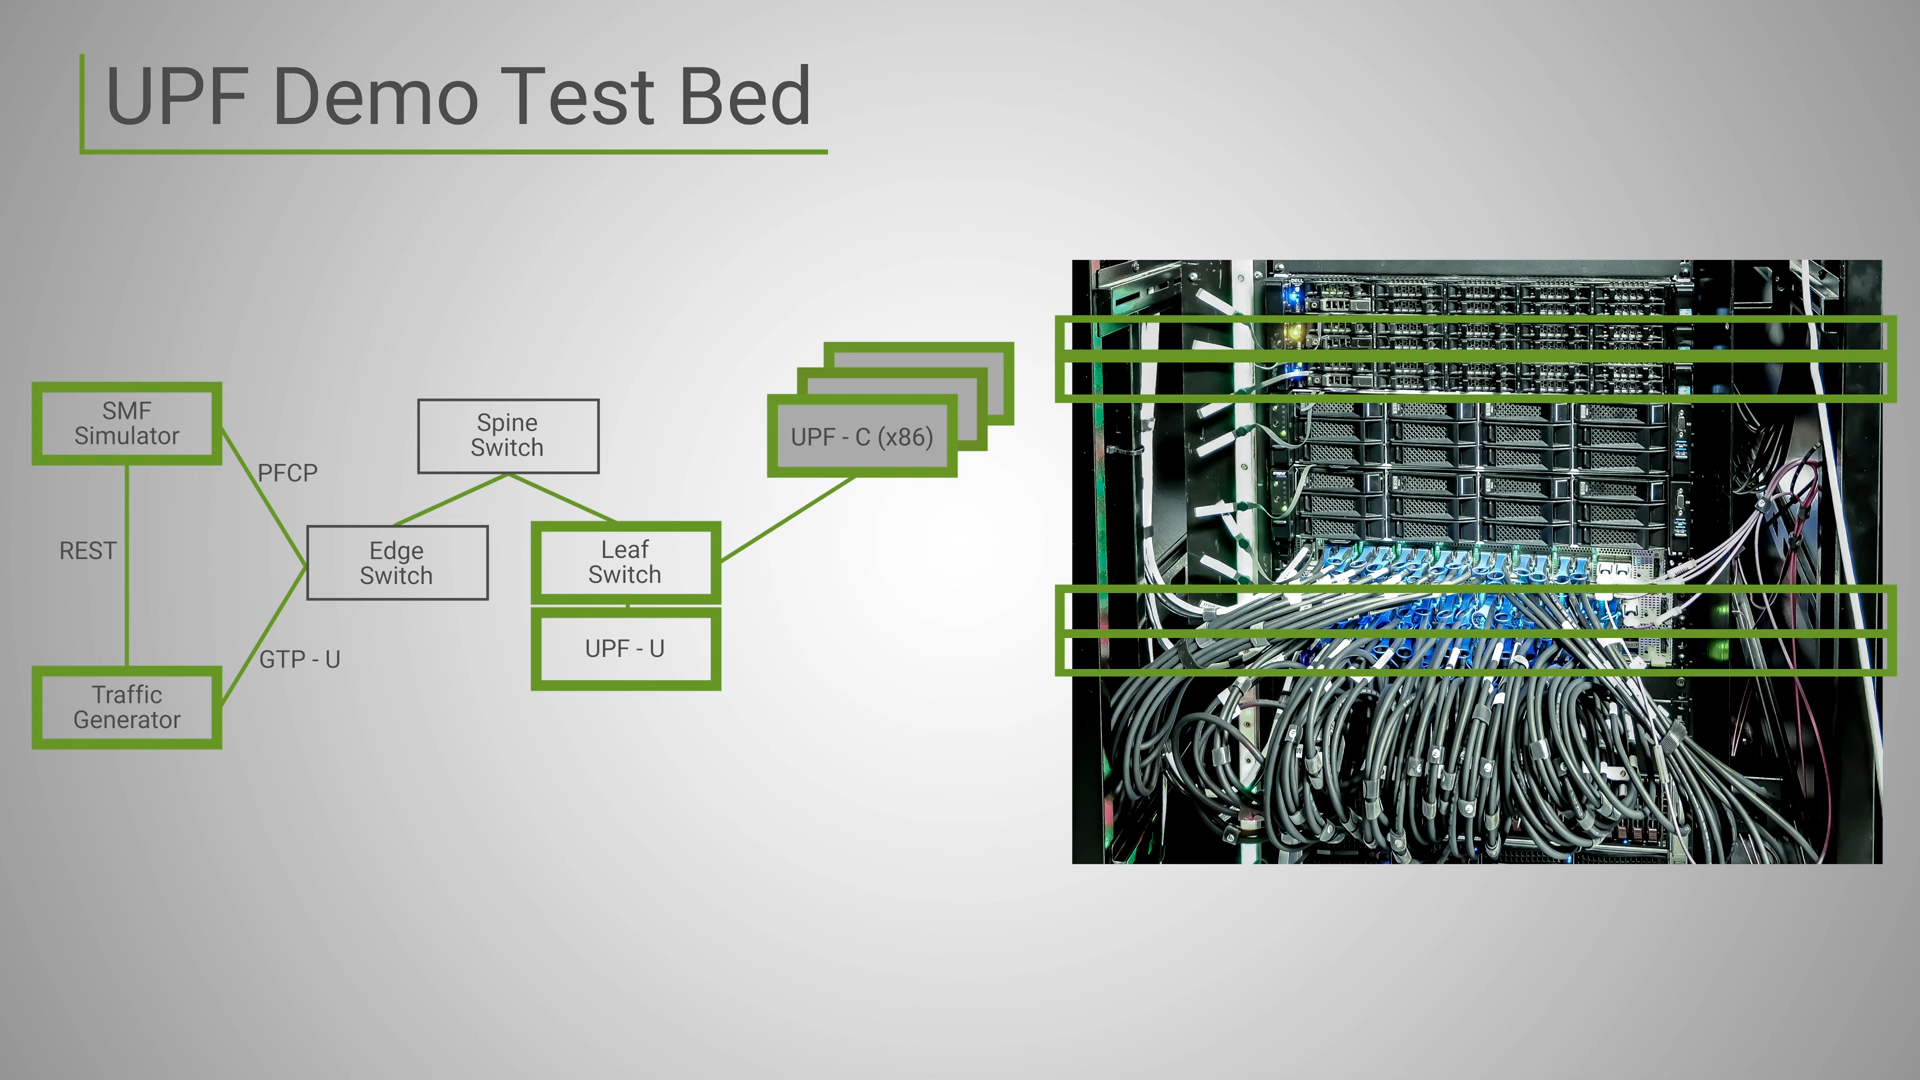 UPF Demo Test Bed
SMF
Simulator
PFCP
REST
GTP - U
Traffic
Generator
Spine
Switch
Edge
Switch
Leaf
Switch
UPF - U
UPF - C (x86)